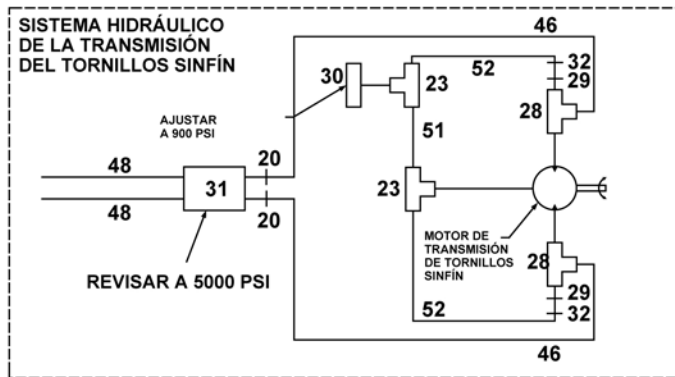 SISTEMA HIDRÁULICO
DE LA TRANSMISIÓN
DEL TORNILLOS SINFÍN
46
30
23
52
32
29
28
AJUSTAR
A 900 PSI
51
48
20
31
23
48
20
MOTOR DE
TRANSMISIÓN
DE TORNILLOS
SINFÍN
28
REVISAR A 5000 PSI
29
52
32
46